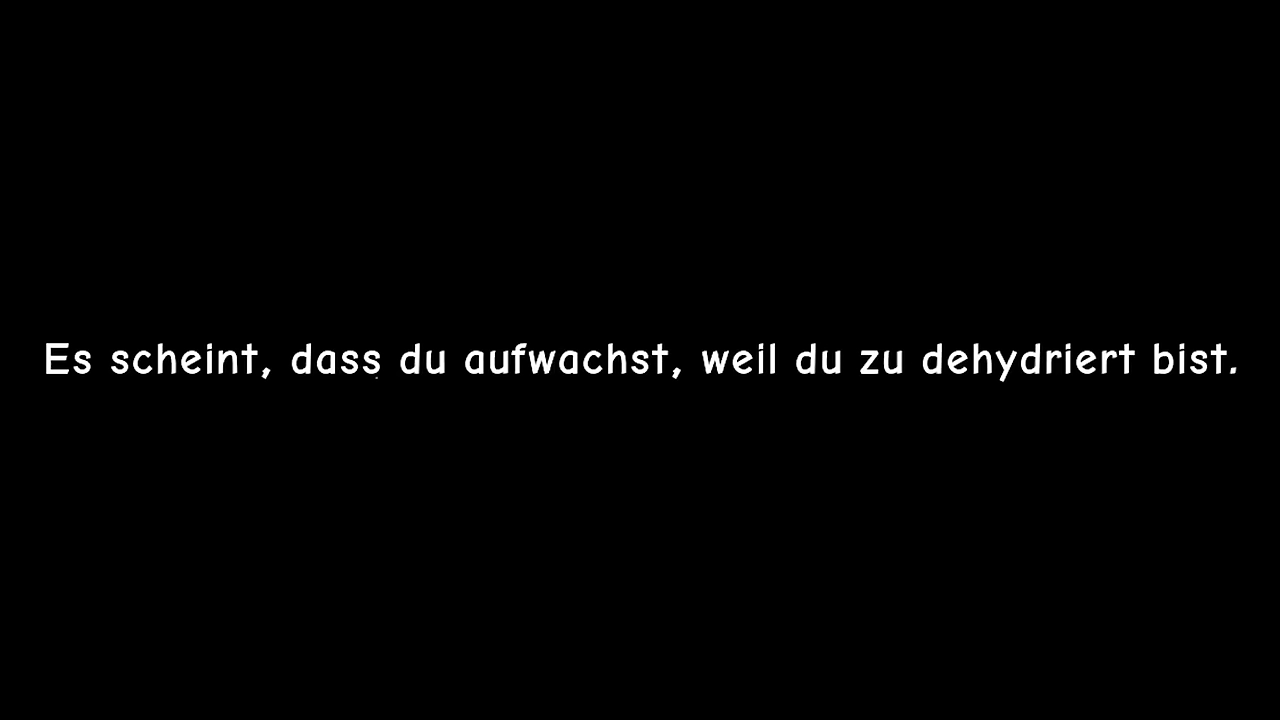 Es scheint, dass du aufwachst, weil du zu dehydriert bist.